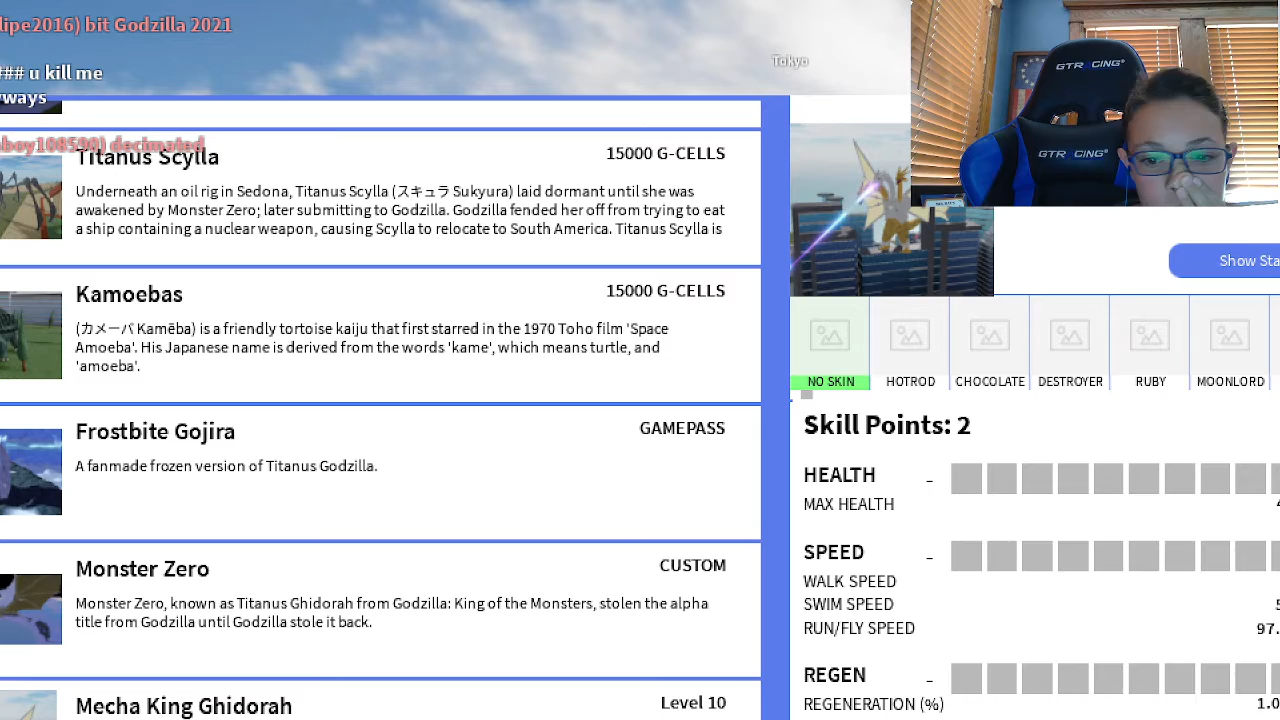 lipe2016) bit Godzilla 2021
### u kill me
ways
boy108590) decimated
Tokyo
GTRACING
GTRACING
Titanus Scylla
15000 G-CELLS
Underneath an oil rig in Sedona, Titanus Scylla (スキュラ Sukyura) laid dormant until she was
awakened by Monster Zero; later submitting to Godzilla. Godzilla fended her off from trying to eat
a ship containing a nuclear weapon, causing Scylla to relocate to South America. Titanus Scylla is
Kamoebas
15000 G-CELLS
(カメーバ Kamēba) is a friendly tortoise kaiju that first starred in the 1970 Toho film 'Space
Amoeba'. His Japanese name is derived from the words 'kame', which means turtle, and
'amoeba'.
Frostbite Gojira
GAMEPASS
A fanmade frozen version of Titanus Godzilla.
Monster Zero
CUSTOM
Monster Zero, known as Titanus Ghidorah from Godzilla: King of the Monsters, stolen the alpha
title from Godzilla until Godzilla stole it back.
Mecha King Ghidorah
Level 10
Show Sta
NO SKIN
HOTROD
CHOCOLATE
DESTROYER
RUBY
MOONLORD
Skill Points: 2
HEALTH -
MAX HEALTH
SPEED -
WALK SPEED
SWIM SPEED
RUN/FLY SPEED 97.
REGEN -
REGENERATION (%) 1.0